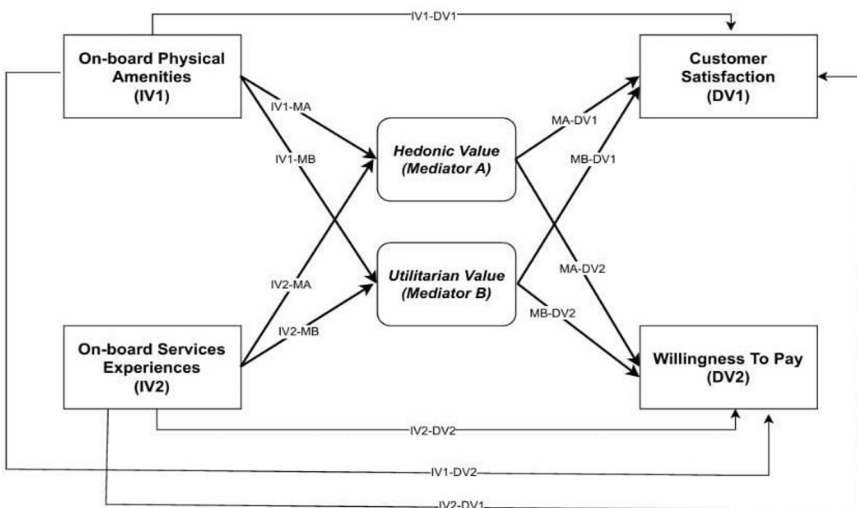 IV1-DV1
On-board Physical
Amenities
(IV1)
Customer
Satisfaction
(DV1)
IV1-MA
MA-DV1
Hedonic Value
(Mediator A)
IV1-MB
MB-DV1
IV2-MA
MA-DV2
Utilitarian Value
(Mediator B)
IV2-MB
MB-DV2
On-board Services
Experiences
(IV2)
Willingness To Pay
(DV2)
IV2-DV2
IV1-DV2
IV2-DV1